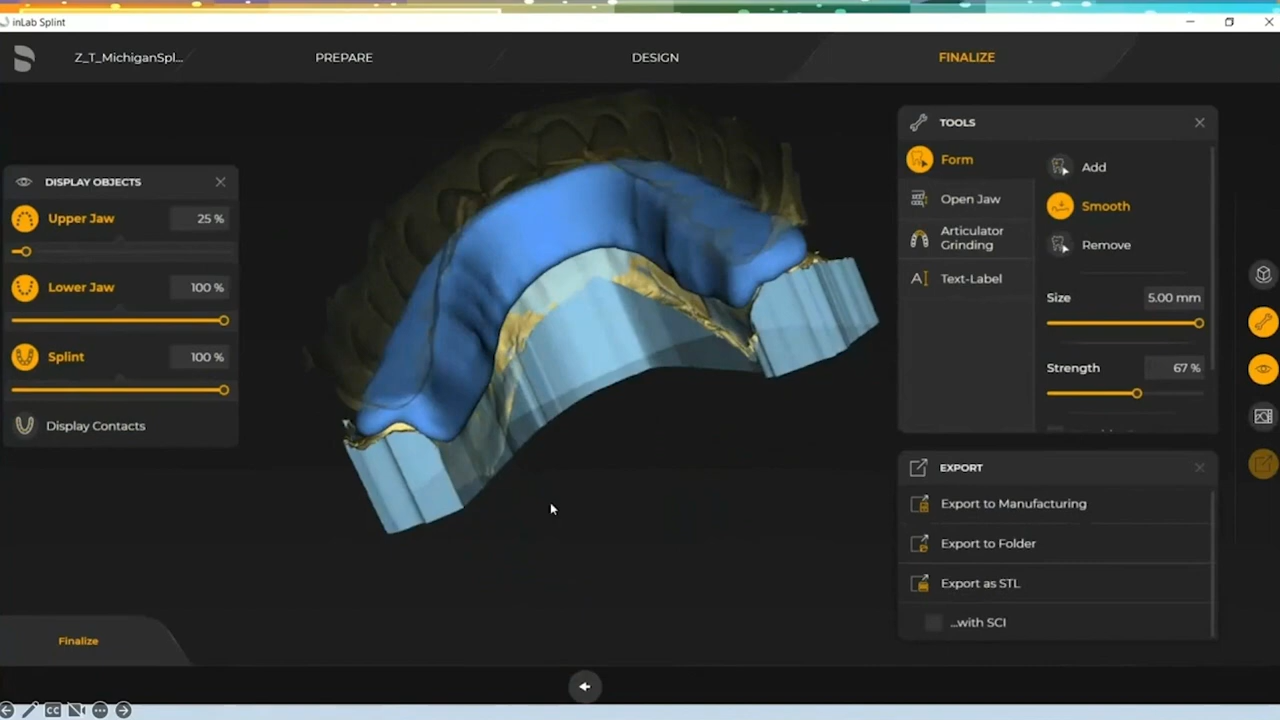 inLab Splint
Z_T_MichiganSpl...
PREPARE
DESIGN
FINALIZE
DISPLAY OBJECTS
Upper Jaw 25 %
Lower Jaw 100 %
Splint 100 %
Display Contacts
TOOLS
Form
Open Jaw
Articulator
Grinding
Text-Label
Add
Smooth
Remove
Size 5.00 mm
Strength 67 %
EXPORT
Export to Manufacturing
Export to Folder
Export as STL
...with SCI
Finalize
CC